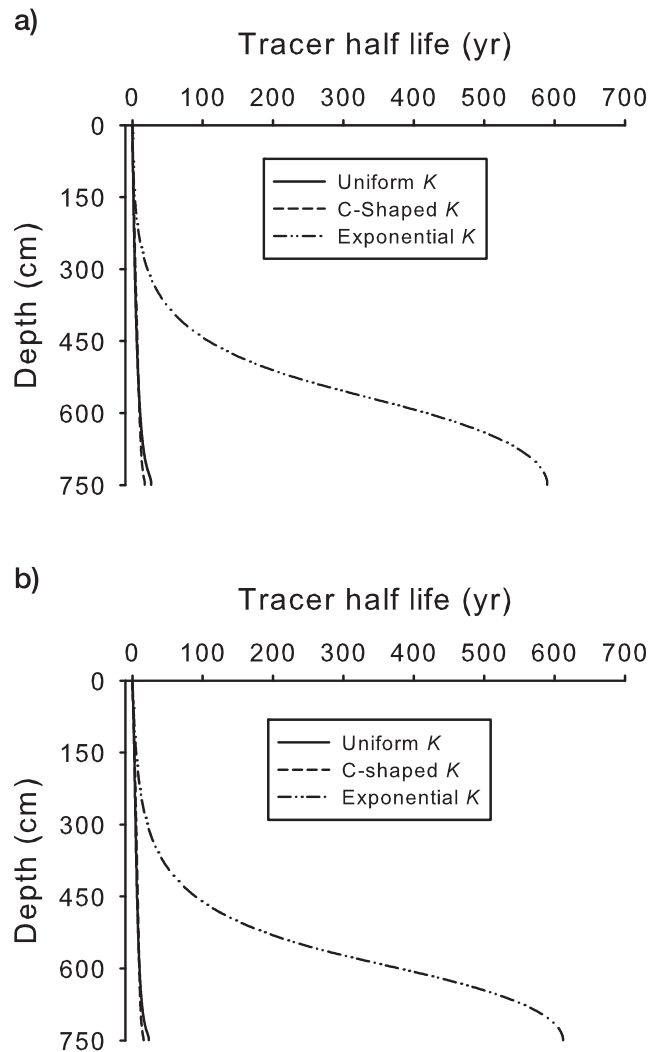 a)
Tracer half life (yr)
0 100 200 300 400 500 600 700
0
150
300
450
600
750
Depth (cm)
Uniform K
C-Shaped K
Exponential K
b)
Tracer half life (yr)
0 100 200 300 400 500 600 700
0
150
300
450
600
750
Depth (cm)
Uniform K
C-shaped K
Exponential K